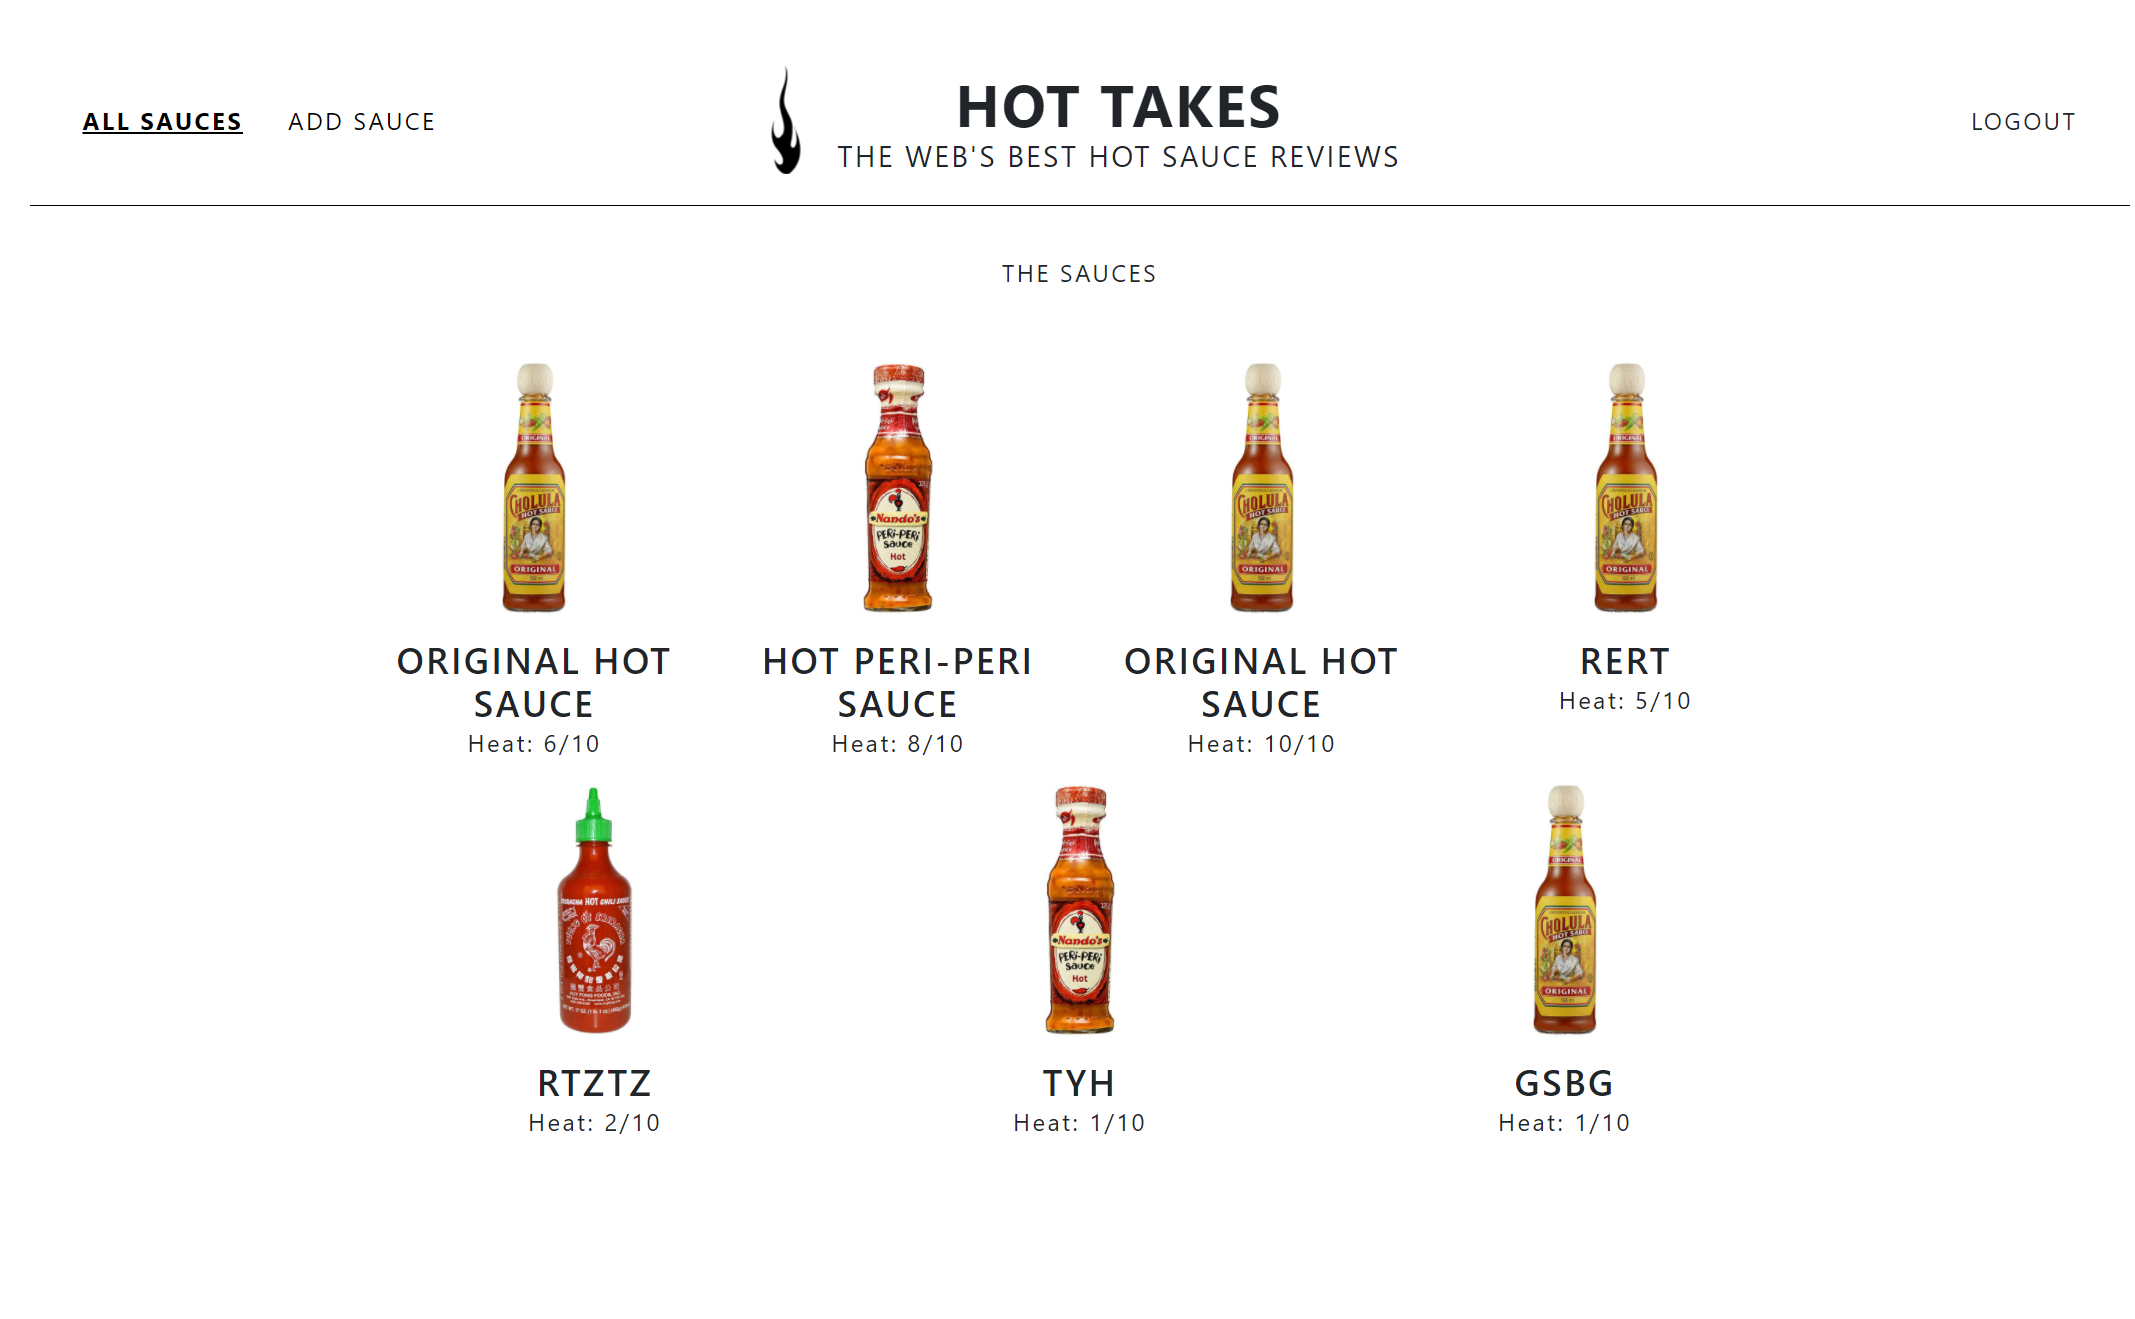 ALL SAUCES
ADD SAUCE
HOT TAKES
THE WEB'S BEST HOT SAUCE REVIEWS
LOGOUT
THE SAUCES
ORIGINAL
CHOLULA
HOT SAUCE
ORIGINAL
Nando's
PERi-PERi
sauce
Hot
ORIGINAL
CHOLULA
HOT SAUCE
ORIGINAL
ORIGINAL
CHOLULA
HOT SAUCE
ORIGINAL
ORIGINAL HOT
SAUCE
Heat: 6/10
HOT PERI-PERI
SAUCE
Heat: 8/10
ORIGINAL HOT
SAUCE
Heat: 10/10
RERT
Heat: 5/10
SRIRACHA HOT CHILI SAUCE
Nando's
PERi-PERi
sauce
Hot
ORIGINAL
CHOLULA
HOT SAUCE
ORIGINAL
RTZTZ
Heat: 2/10
TYH
Heat: 1/10
GSBG
Heat: 1/10